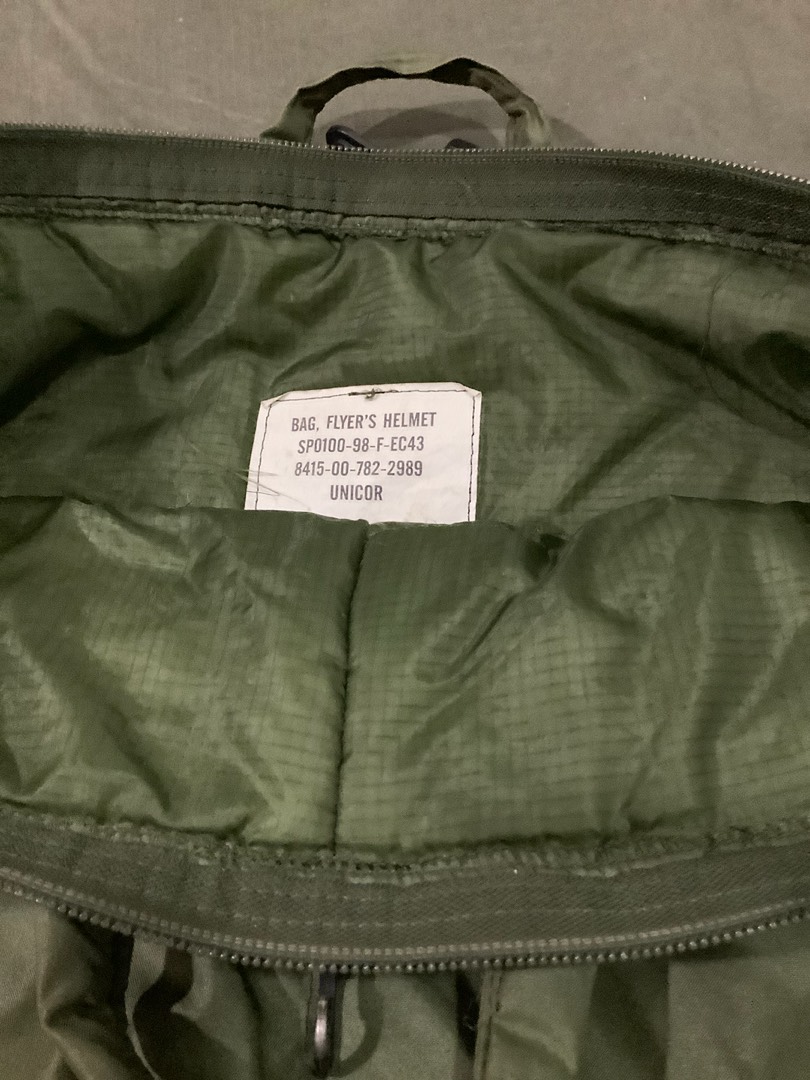 BAG, FLYER'S HELMET
SP0100-98-F-EC43
8415-00-782-2989
UNICOR